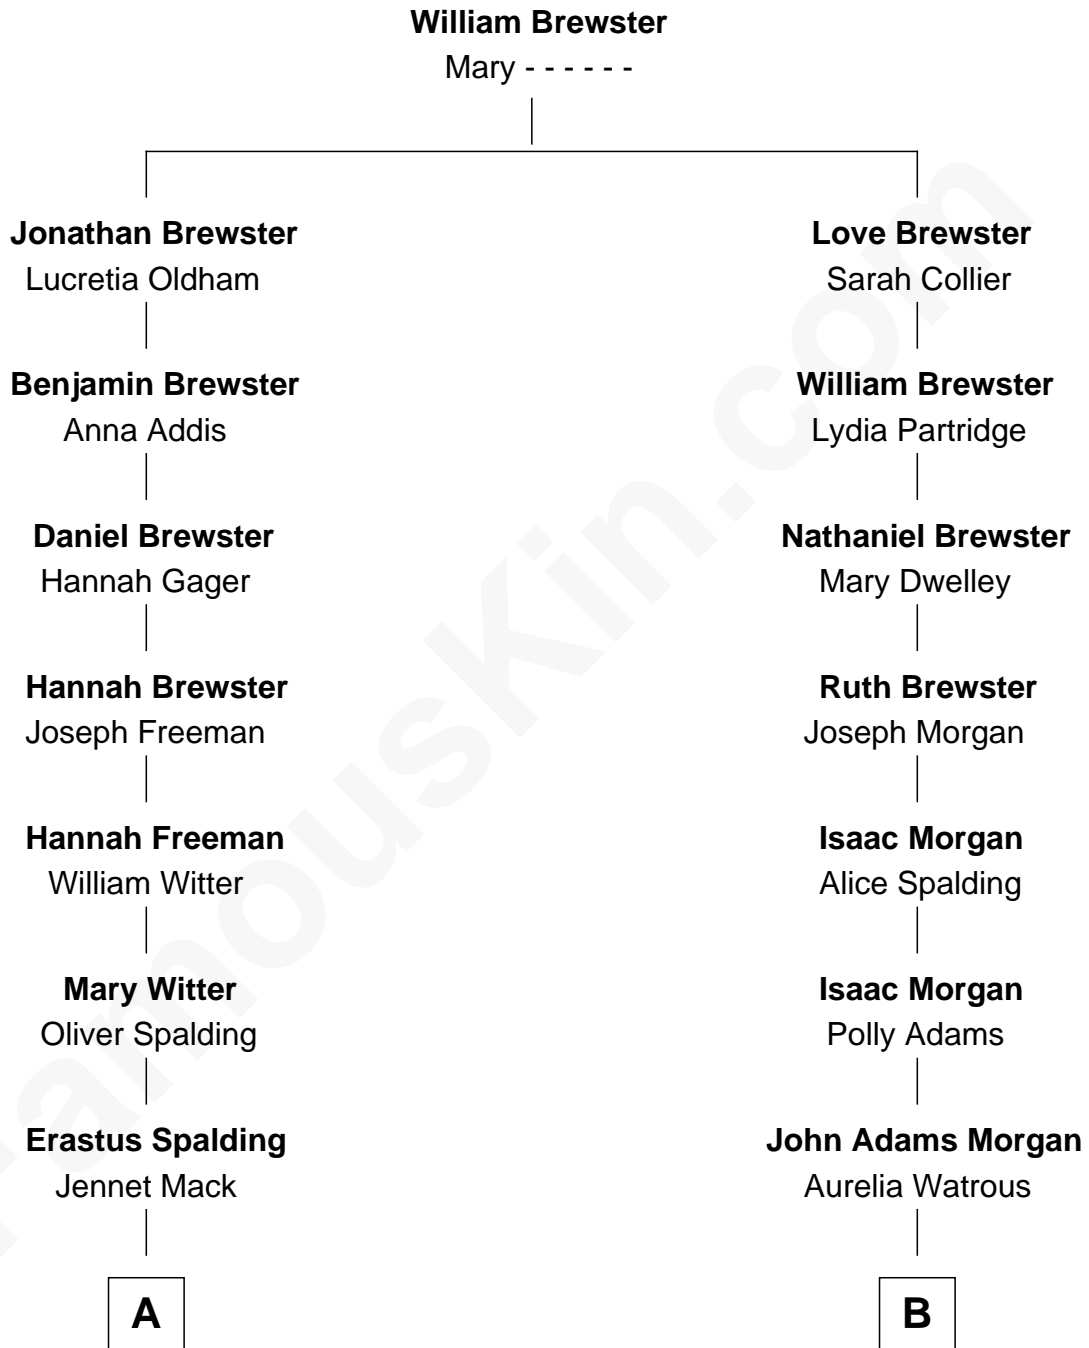 William Brewster
Mary - - - - - -
Jonathan Brewster
Lucretia Oldham
Love Brewster
Sarah Collier
Benjamin Brewster
Anna Addis
William Brewster
Lydia Partridge
Daniel Brewster
Hannah Gager
Nathaniel Brewster
Mary Dwelley
Hannah Brewster
Joseph Freeman
Ruth Brewster
Joseph Morgan
Hannah Freeman
William Witter
Isaac Morgan
Alice Spalding
Mary Witter
Oliver Spalding
Isaac Morgan
Polly Adams
Erastus Spalding
Jennet Mack
John Adams Morgan
Aurelia Watrous
A
B
FamousKin.com